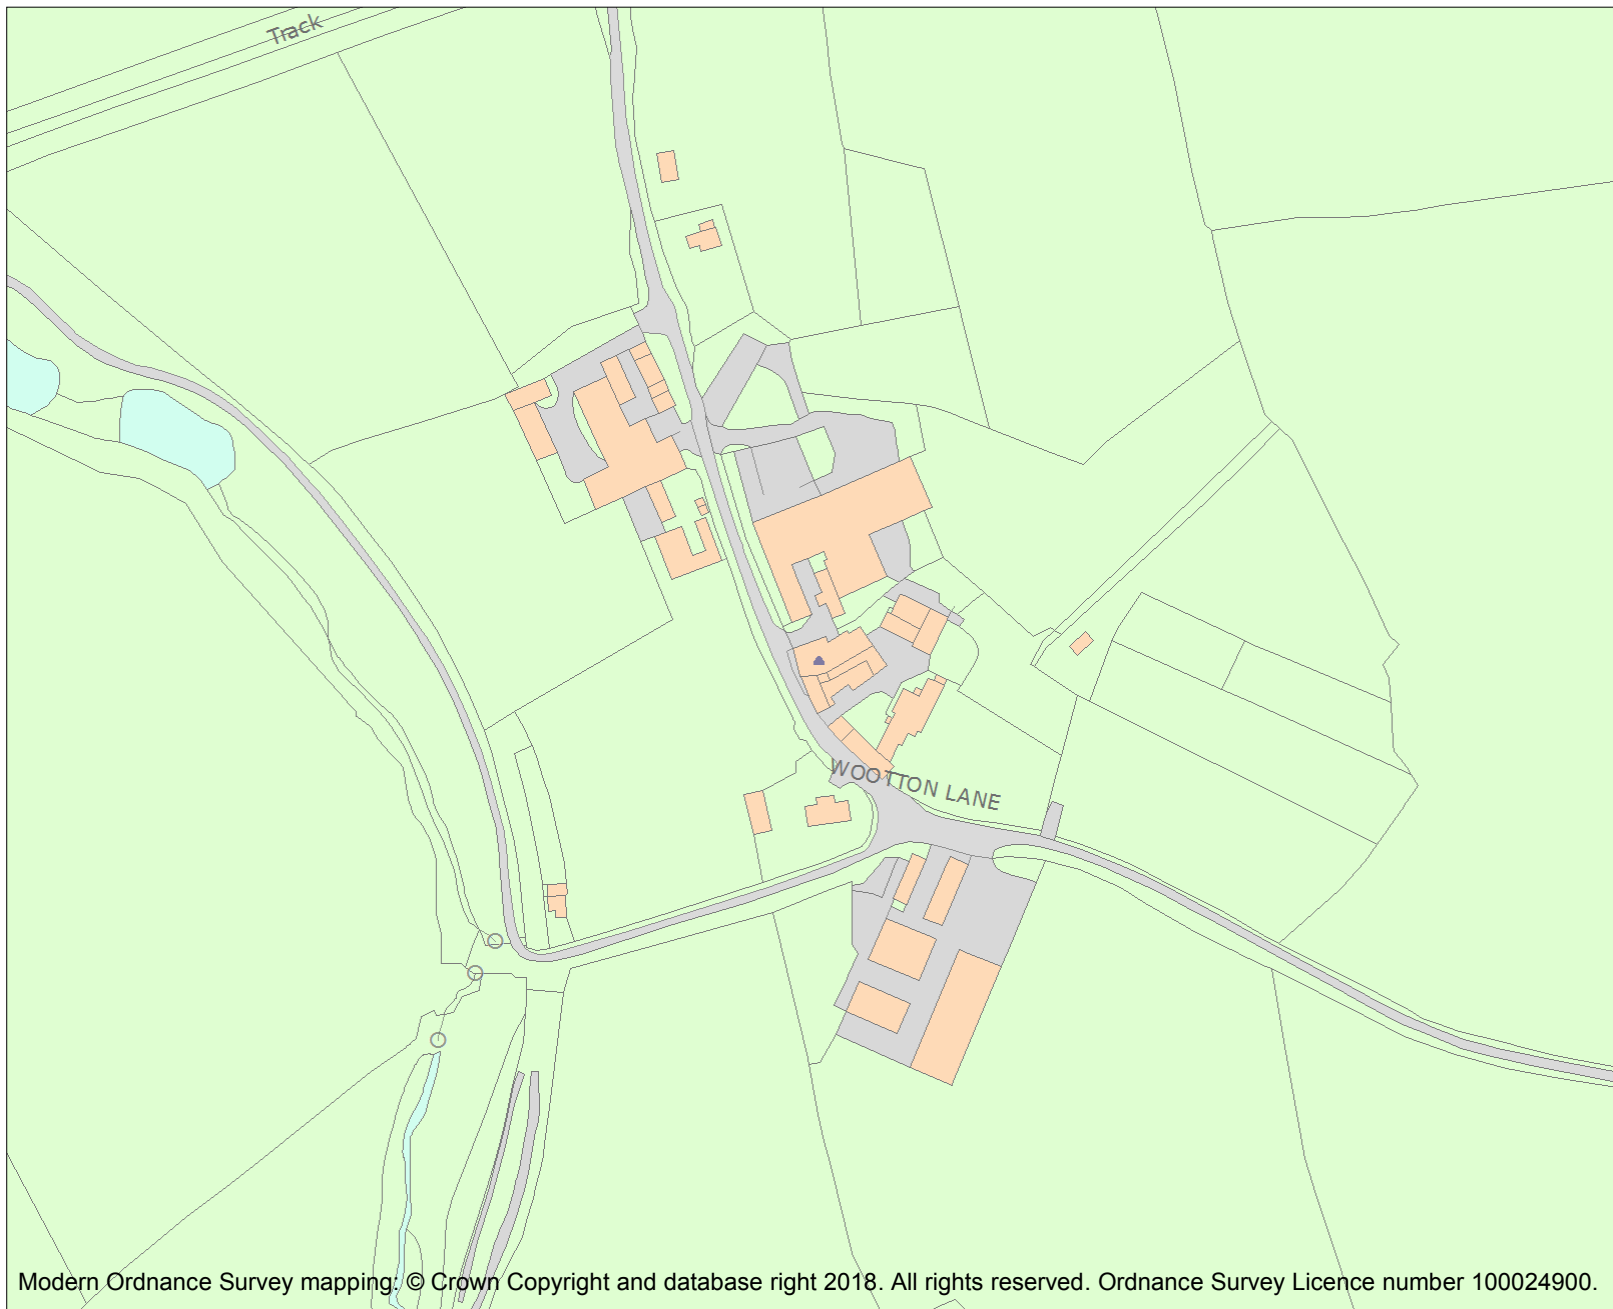 Track
WOOTTON LANE
Modern Ordnance Survey mapping: © Crown Copyright and database right 2018. All rights reserved. Ordnance Survey Licence number 100024900.